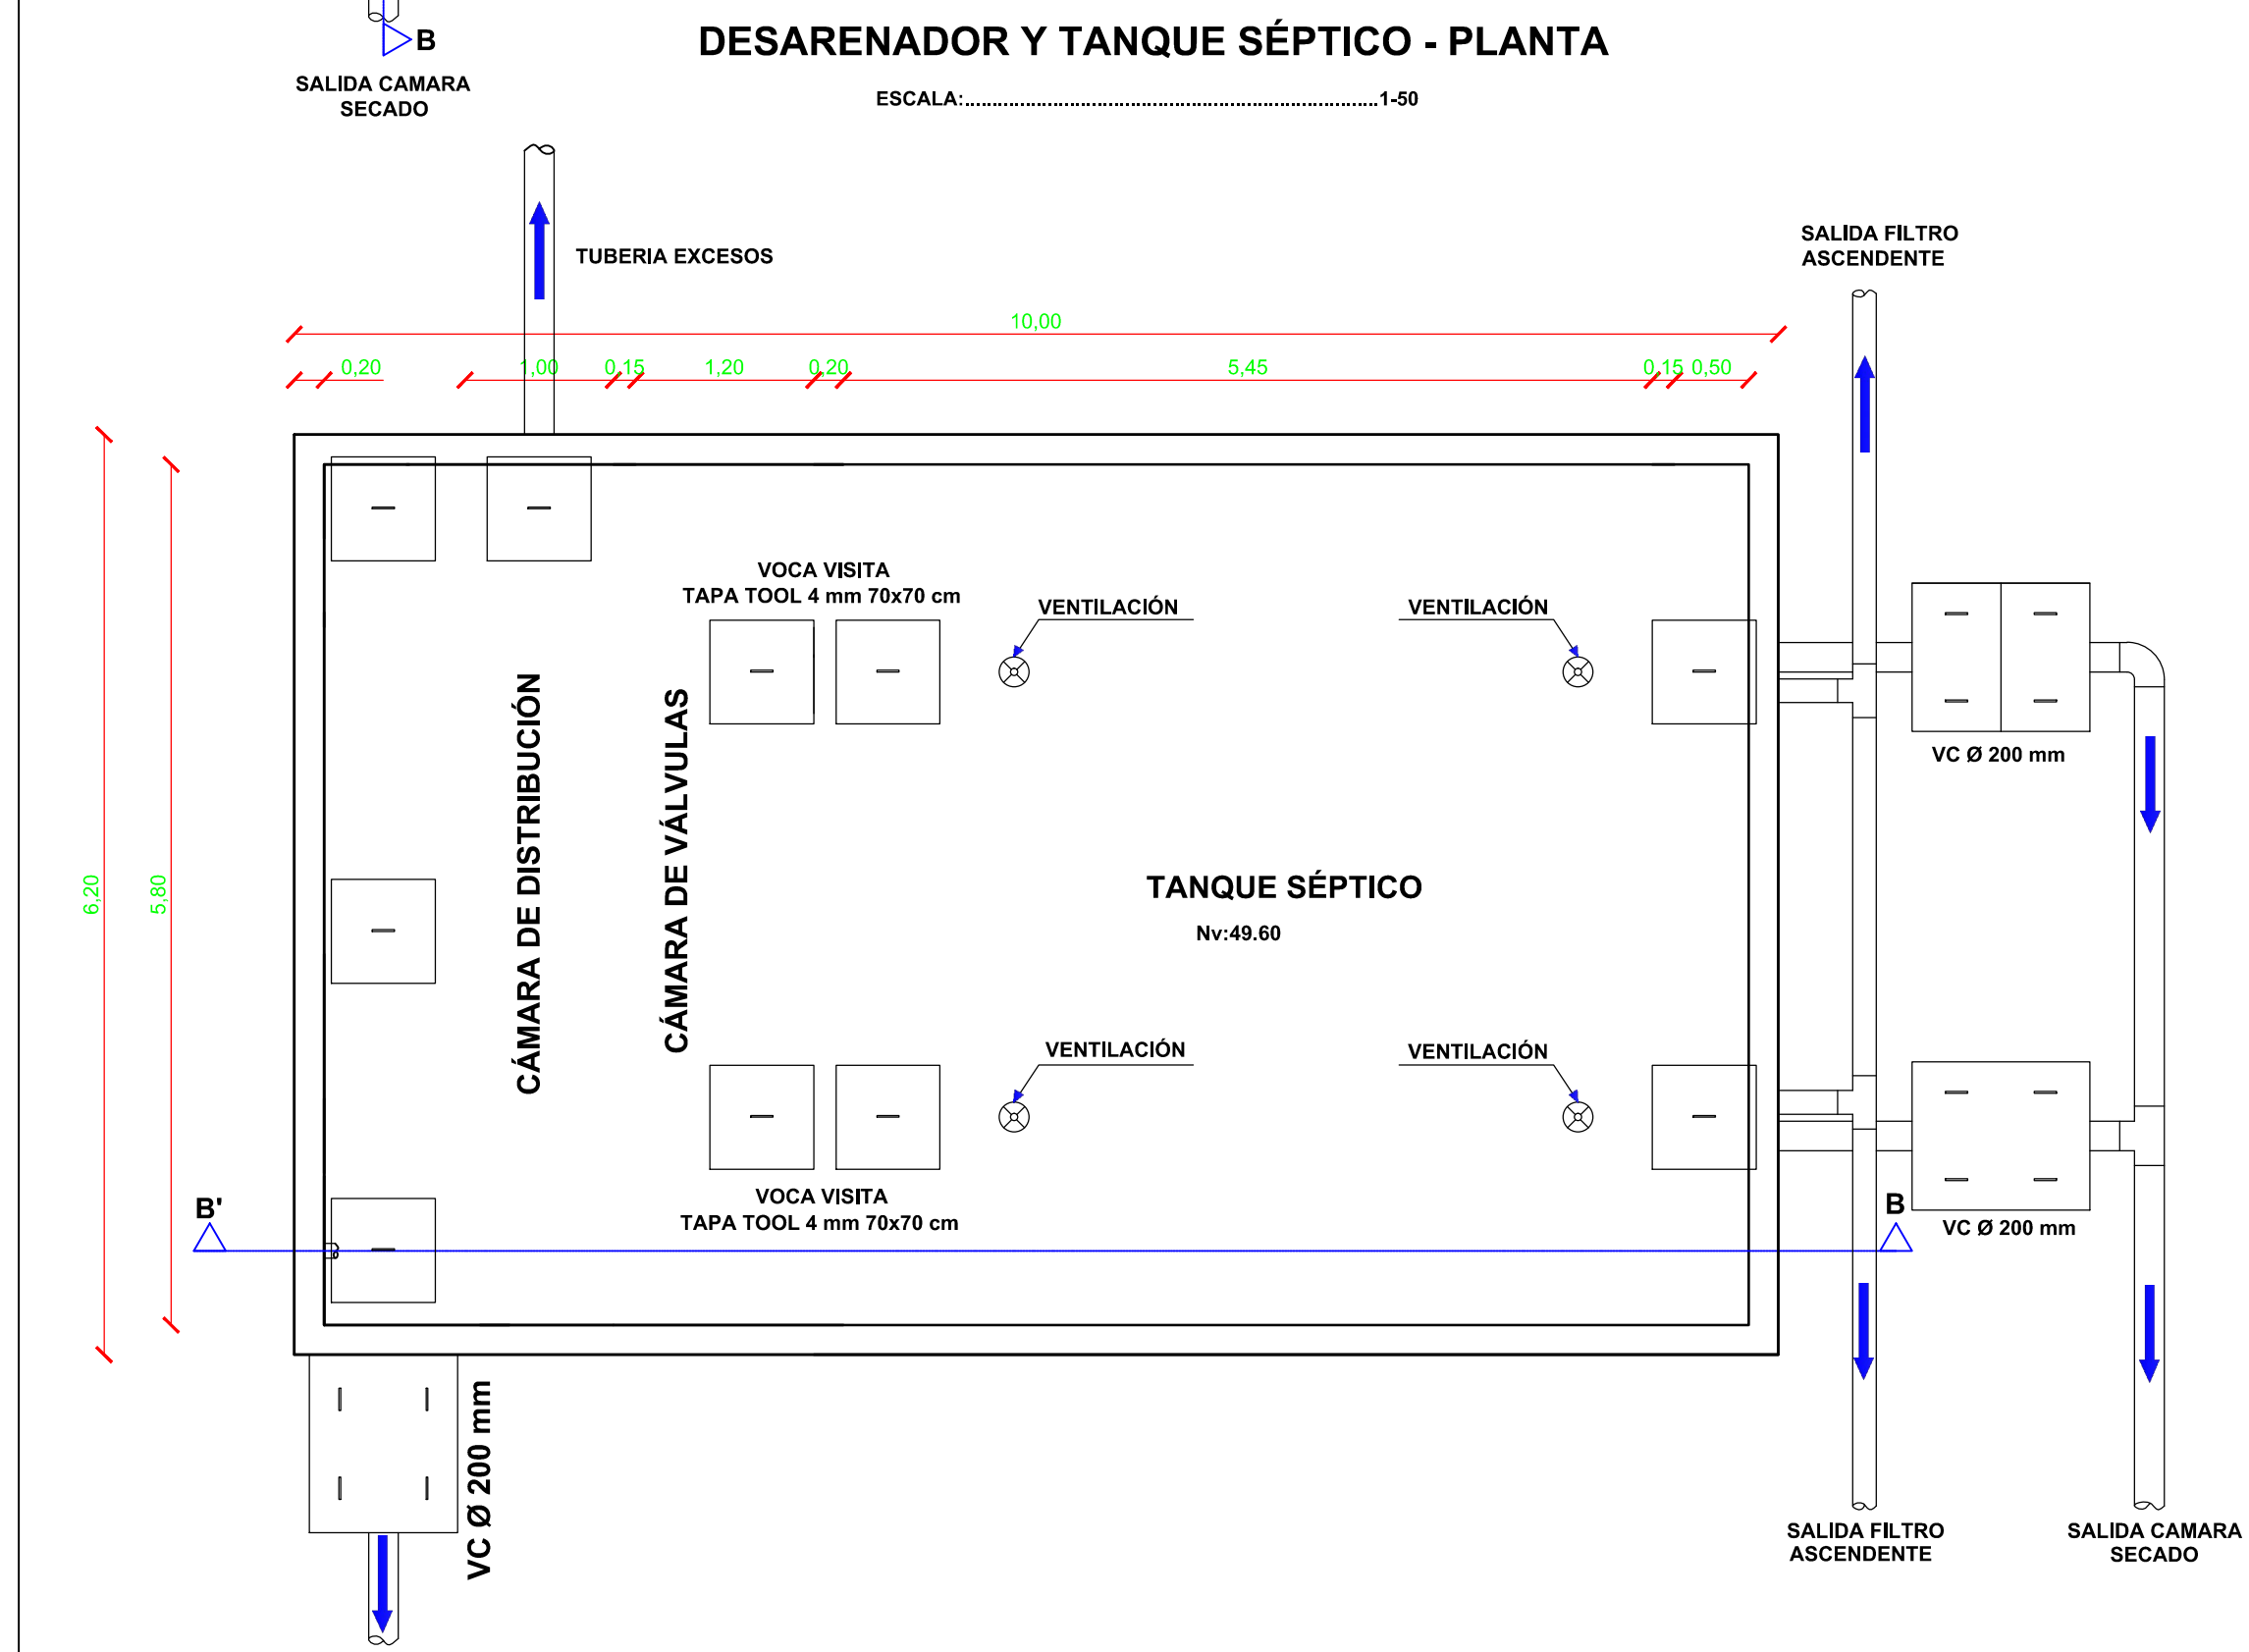 B
SALIDA CAMARA
SECADO
DESARENADOR Y TANQUE SÉPTICO - PLANTA
ESCALA:......................................................................1-50
TUBERIA EXCESOS
SALIDA FILTRO
ASCENDENTE
10,00
0,20
1,00
0,15
1,20
0,20
5,45
0,15
0,50
6,20
5,80
VOCA VISITA
TAPA TOOL 4 mm 70x70 cm
VENTILACIÓN
VENTILACIÓN
CÁMARA DE DISTRIBUCIÓN
CÁMARA DE VÁLVULAS
VC Ø 200 mm
TANQUE SÉPTICO
Nv:49.60
VENTILACIÓN
VENTILACIÓN
VOCA VISITA
TAPA TOOL 4 mm 70x70 cm
B'
B
VC Ø 200 mm
VC Ø 200 mm
SALIDA FILTRO
ASCENDENTE
SALIDA CAMARA
SECADO